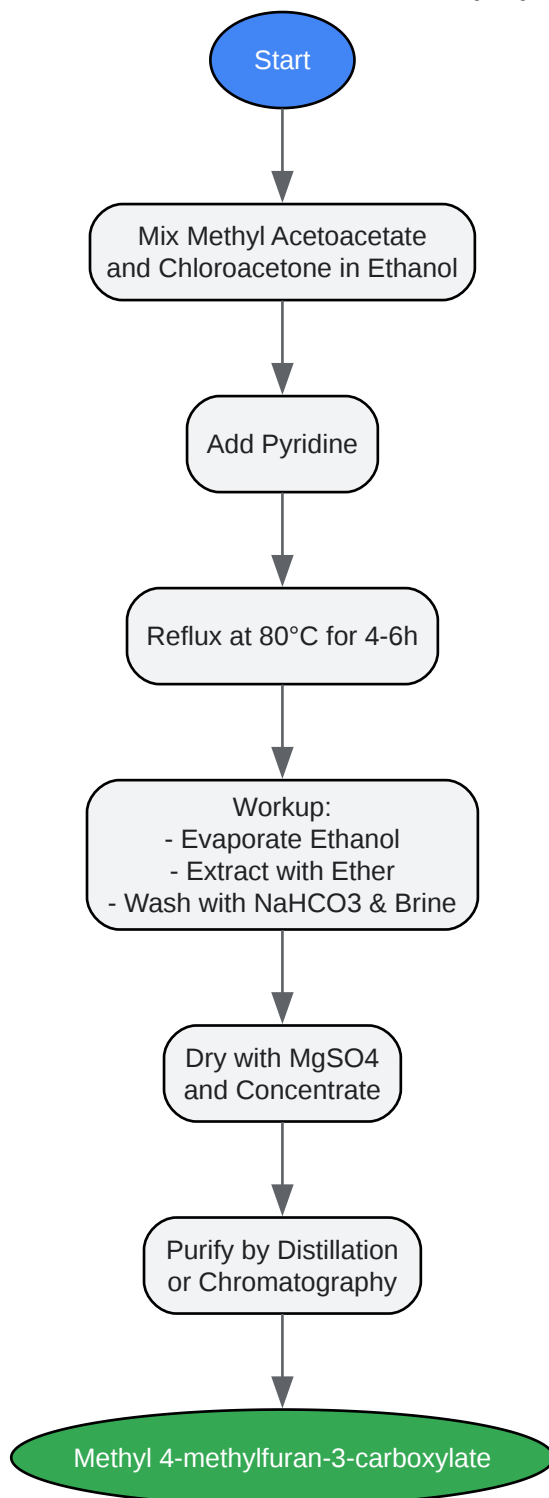 Start
Mix Methyl Acetoacetate
and Chloroacetone in Ethanol
Add Pyridine
Reflux at 80°C for 4-6h
Workup:
- Evaporate Ethanol
- Extract with Ether
- Wash with NaHCO3 & Brine
Dry with MgSO4
and Concentrate
Purify by Distillation
or Chromatography
Methyl 4-methylfuran-3-carboxylate